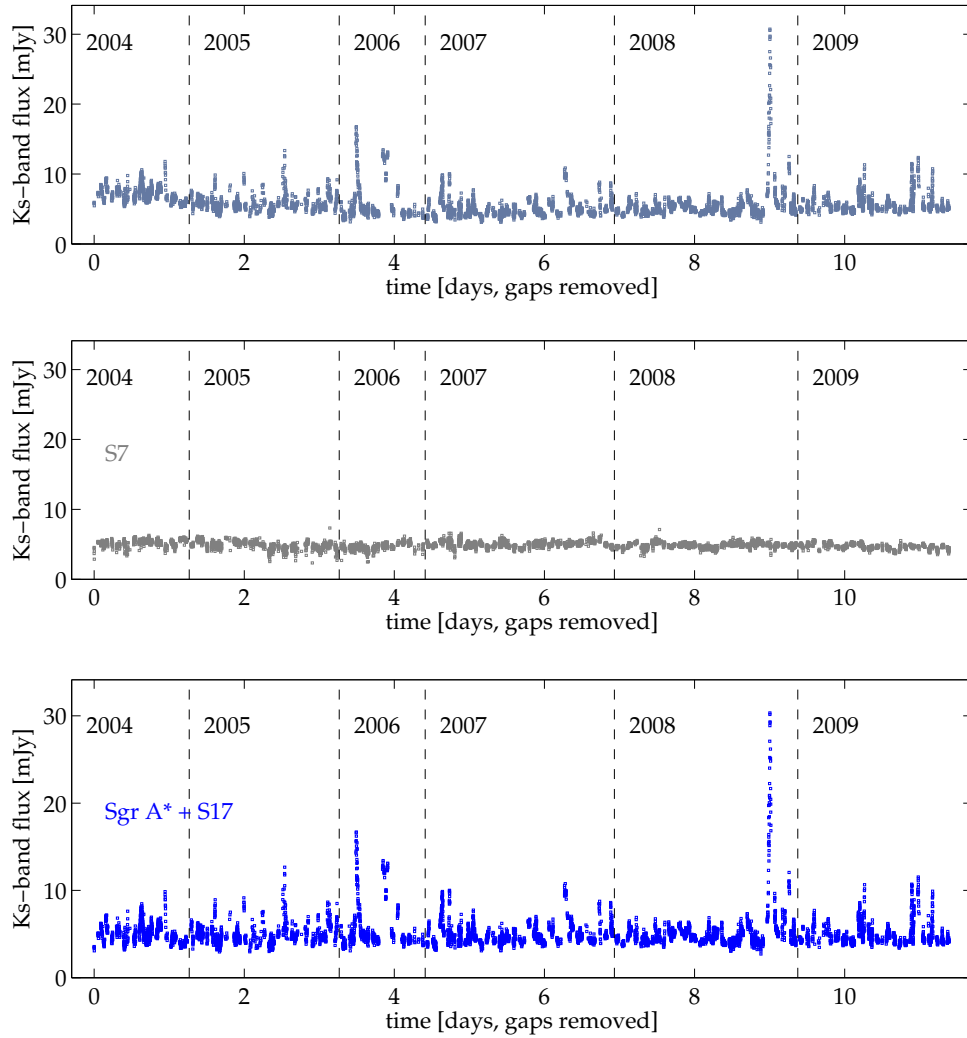 Ks−band flux [mJy]
30
20
10
0
2004 2005 2006 2007 2008 2009
0 2 4 6 8 10
time [days, gaps removed]
Ks−band flux [mJy]
30
20
10
0
2004 2005 2006 2007 2008 2009
S7
0 2 4 6 8 10
time [days, gaps removed]
Ks−band flux [mJy]
30
20
10
0
2004 2005 2006 2007 2008 2009
Sgr A* + S17
0 2 4 6 8 10
time [days, gaps removed]